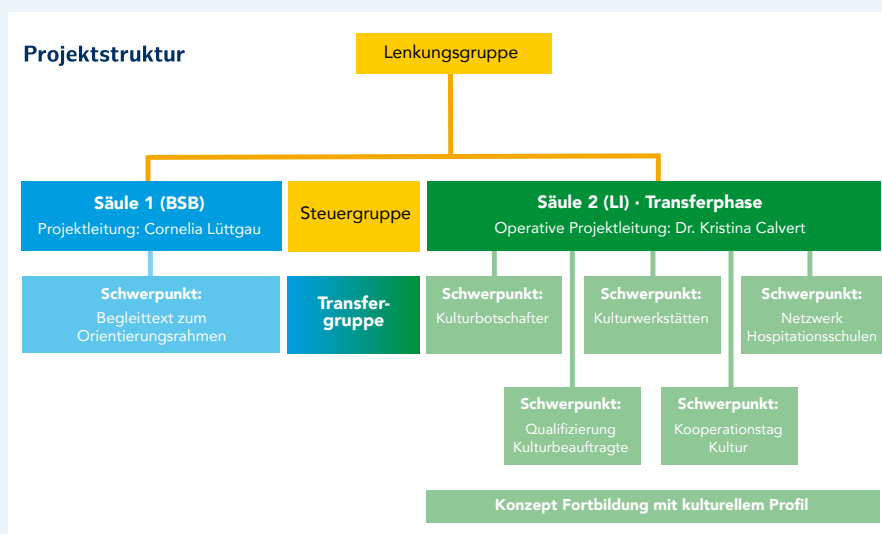 Projektstruktur
Lenkungsgruppe
Säule 1 (BSB)
Projektleitung: Cornelia Lüttgau
Steuergruppe
Säule 2 (LI) · Transferphase
Operative Projektleitung: Dr. Kristina Calvert
Schwerpunkt:
Begleittext zum
Orientierungsrahmen
Transfer-
gruppe
Schwerpunkt:
Kulturbotschafter
Schwerpunkt:
Kulturwerkstätten
Schwerpunkt:
Netzwerk
Hospitationsschulen
Schwerpunkt:
Qualifizierung
Kulturbeauftragte
Schwerpunkt:
Kooperationstag
Kultur
Konzept Fortbildung mit kulturellem Profil